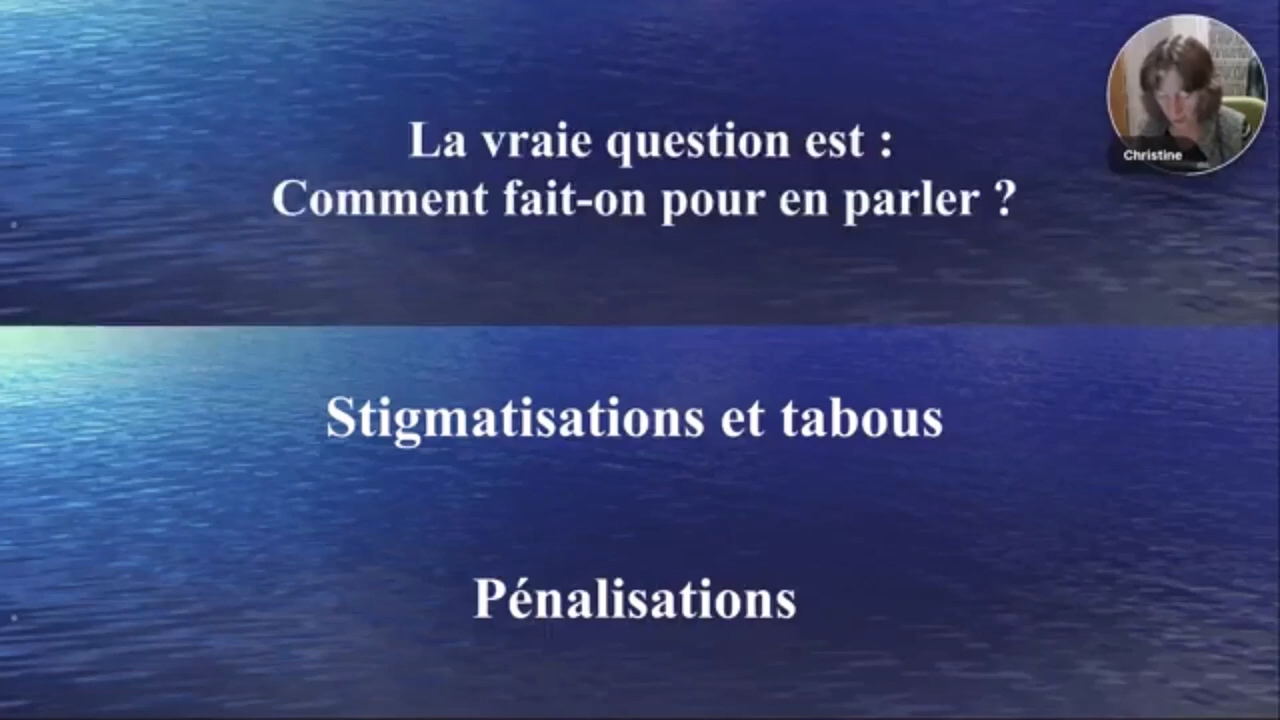 La vraie question est :
Comment fait-on pour en parler ?
Christine
Stigmatisations et tabous
Pénalisations